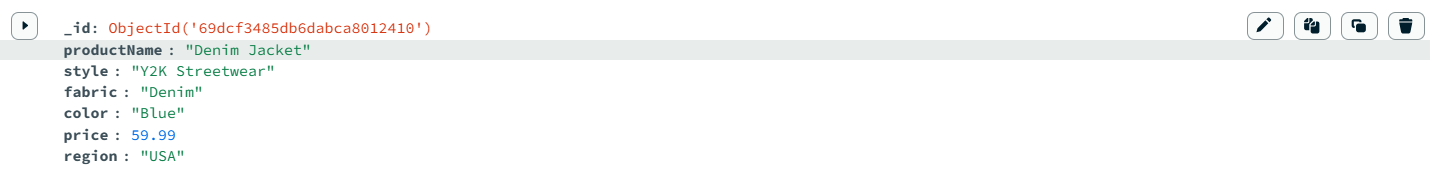 _id: ObjectId('69dcf3485db6dabca8012410')
productName : "Denim Jacket"
style : "Y2K Streetwear"
fabric : "Denim"
color : "Blue"
price : 59.99
region : "USA"